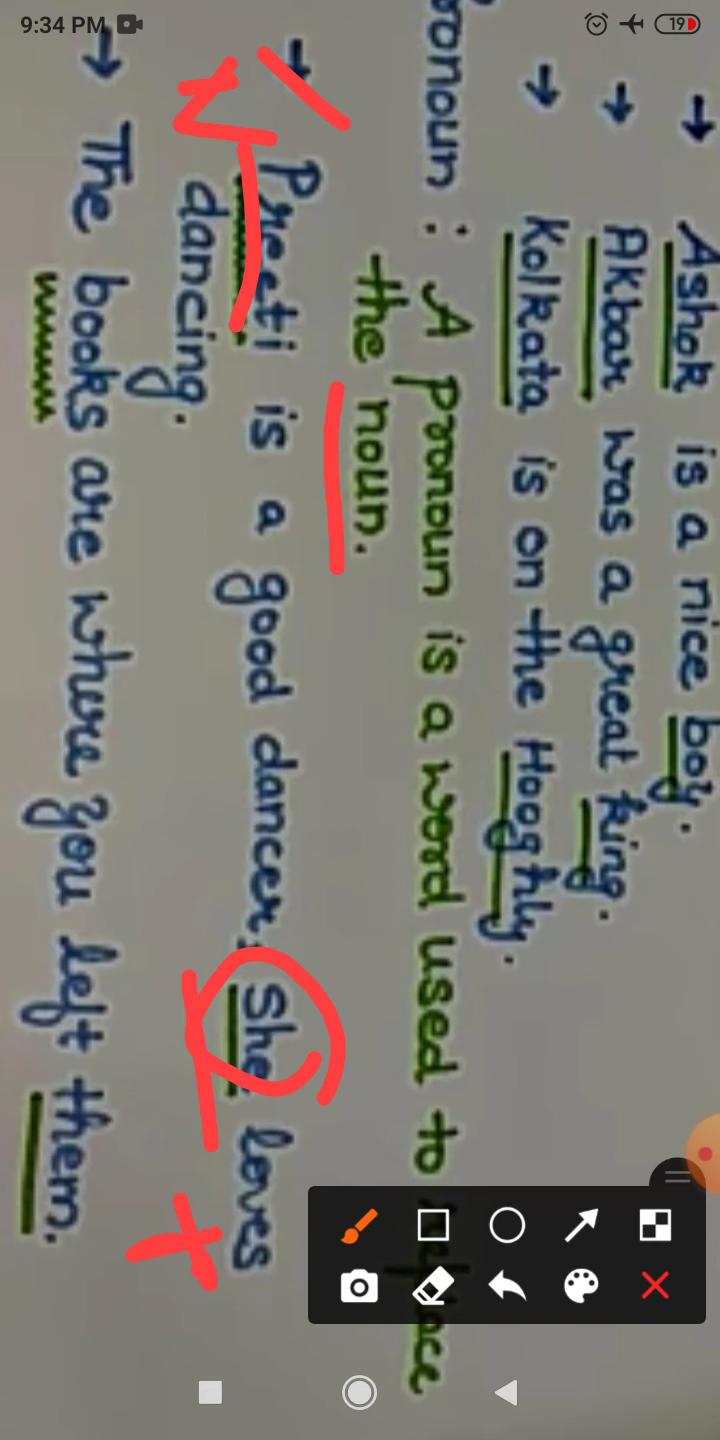 9:34 PM
19
→ Ashok is a nice boy.
→ Akbar was a great king.
→ Kolkata is on the Hooghly.
Pronoun : A pronoun is a word used to replace
the noun.
→ Preeti is a good dancer. She loves
dancing.
→ The books are where you left them.